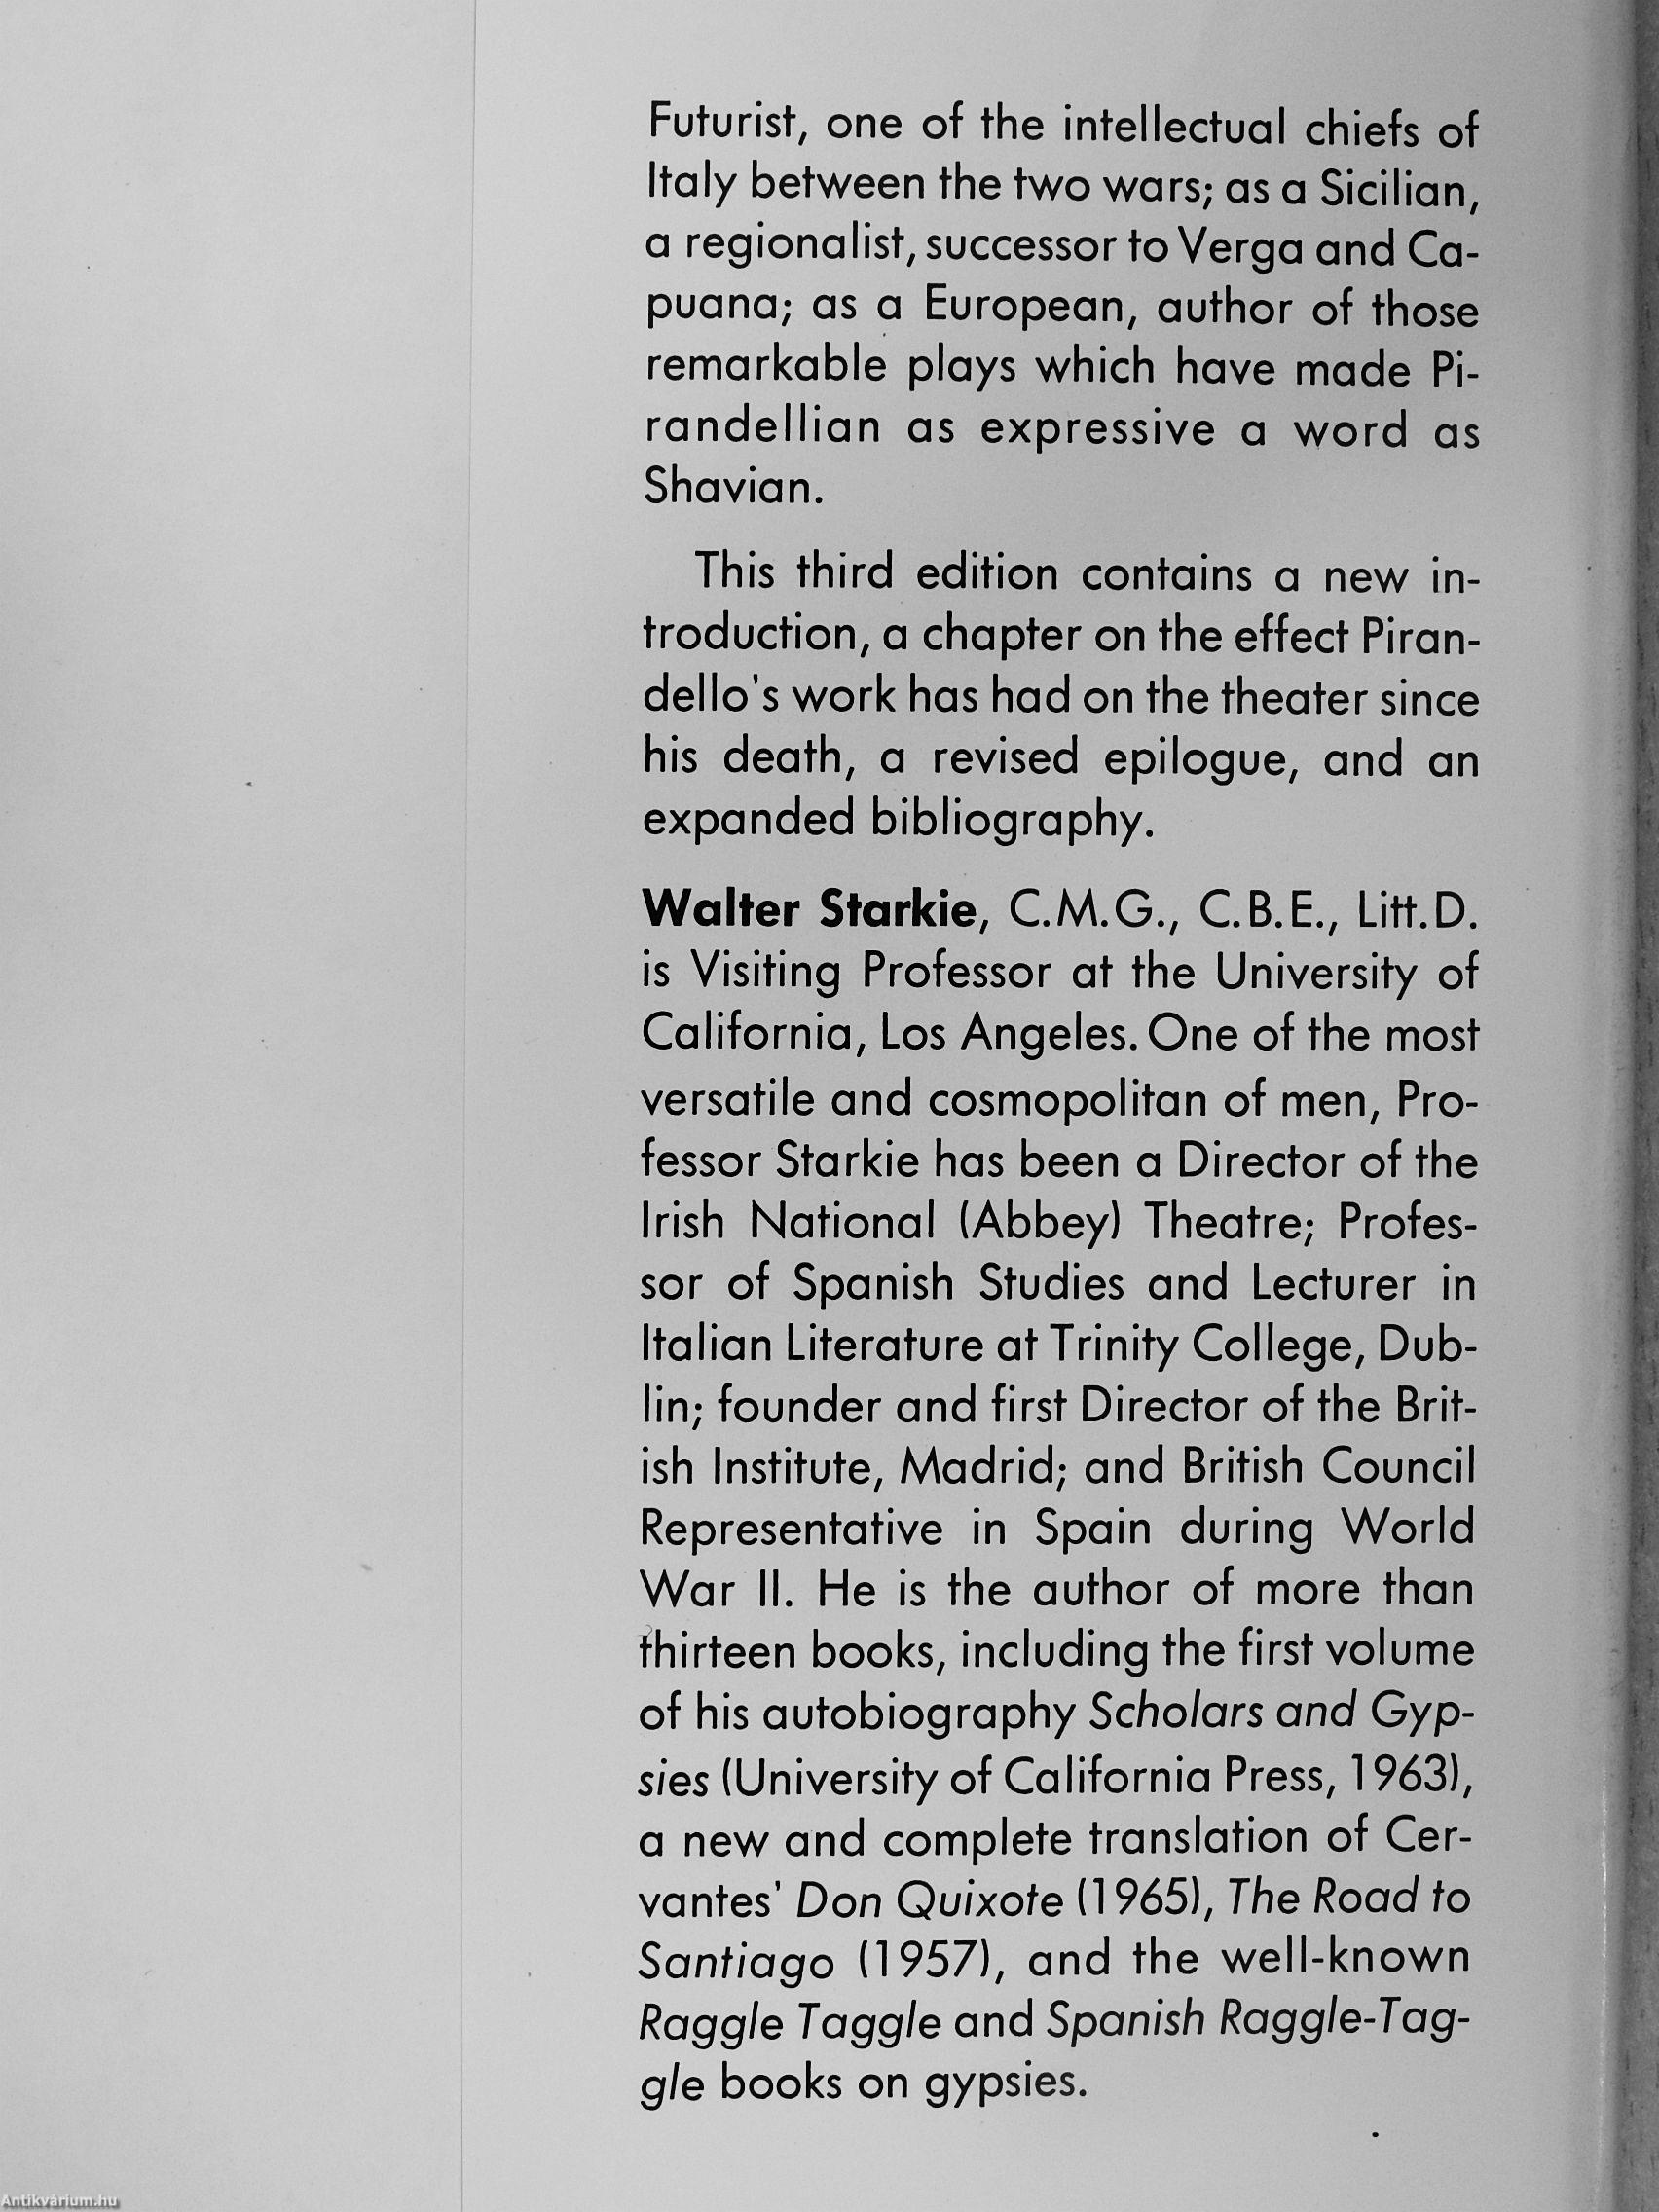 Futurist, one of the intellectual chiefs of
Italy between the two wars; as a Sicilian,
a regionalist, successor to Verga and Ca-
puana; as a European, author of those
remarkable plays which have made Pi-
randellian as expressive a word as
Shavian.
This third edition contains a new in-
troduction, a chapter on the effect Piran-
dello's work has had on the theater since
his death, a revised epilogue, and an
expanded bibliography.
Walter Starkie, C.M.G., C.B.E., Litt.D.
is Visiting Professor at the University of
California, Los Angeles. One of the most
versatile and cosmopolitan of men, Pro-
fessor Starkie has been a Director of the
Irish National (Abbey) Theatre; Profes-
sor of Spanish Studies and Lecturer in
Italian Literature at Trinity College, Dub-
lin; founder and first Director of the Brit-
ish Institute, Madrid; and British Council
Representative in Spain during World
War II. He is the author of more than
thirteen books, including the first volume
of his autobiography Scholars and Gyp-
sies (University of California Press, 1963),
a new and complete translation of Cer-
vantes' Don Quixote (1965), The Road to
Santiago (1957), and the well-known
Raggle Taggle and Spanish Raggle-Tag-
gle books on gypsies.
Antikvárium.hu